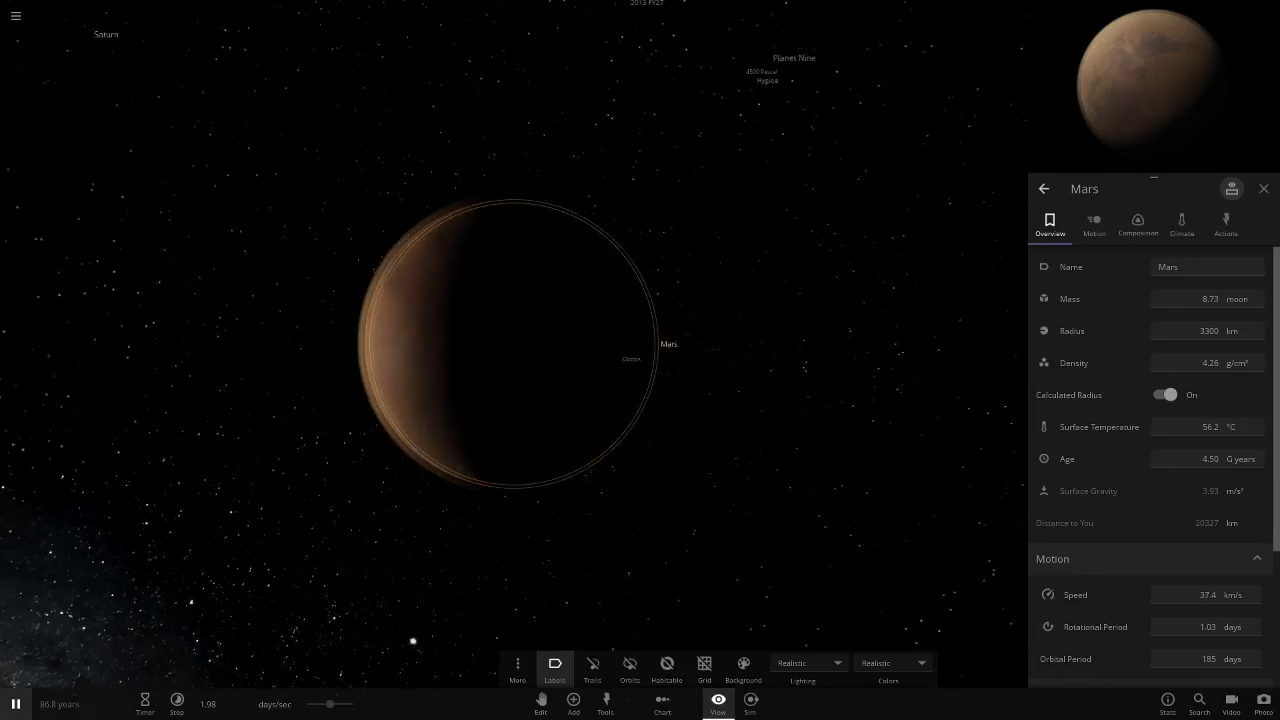 2013 FY27
Saturn
Planet Nine
4500 Pascal
Hygiea
Mars
Mars
Overview Motion Composition Climate Actions
Name Mars
Mass 8.73 moon
Radius 3300 km
Density 4.26 g/cm³
Calculated Radius On
Surface Temperature 56.2 °C
Age 4.50 G years
Surface Gravity 3.93 m/s²
Distance to You 20327 km
Motion
Speed 37.4 km/s
Rotational Period 1.03 days
Orbital Period 185 days
More Labels Trails Orbits Habitable Grid Background Realistic Lighting Realistic Colors
86.8 years Timer Step 1.98 days/sec Edit Add Tools Chart View Sim Stats Search Video Photo